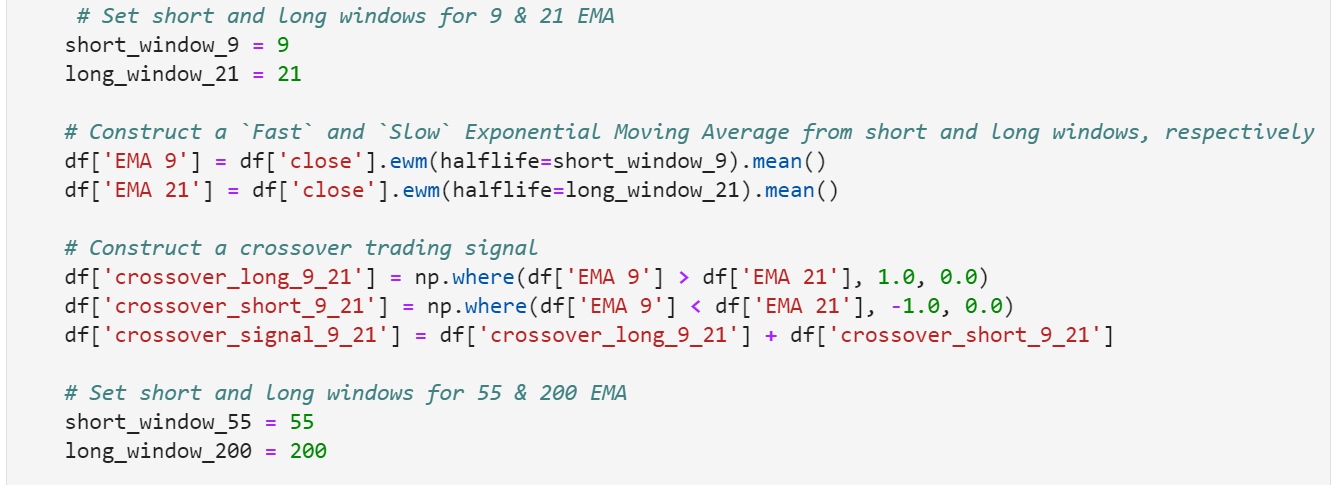 # Set short and long windows for 9 & 21 EMA
short_window_9 = 9
long_window_21 = 21
# Construct a `Fast` and `Slow` Exponential Moving Average from short and long windows, respectively
df['EMA 9'] = df['close'].ewm(halflife=short_window_9).mean()
df['EMA 21'] = df['close'].ewm(halflife=long_window_21).mean()
# Construct a crossover trading signal
df['crossover_long_9_21'] = np.where(df['EMA 9'] > df['EMA 21'], 1.0, 0.0)
df['crossover_short_9_21'] = np.where(df['EMA 9'] < df['EMA 21'], -1.0, 0.0)
df['crossover_signal_9_21'] = df['crossover_long_9_21'] + df['crossover_short_9_21']
# Set short and long windows for 55 & 200 EMA
short_window_55 = 55
long_window_200 = 200